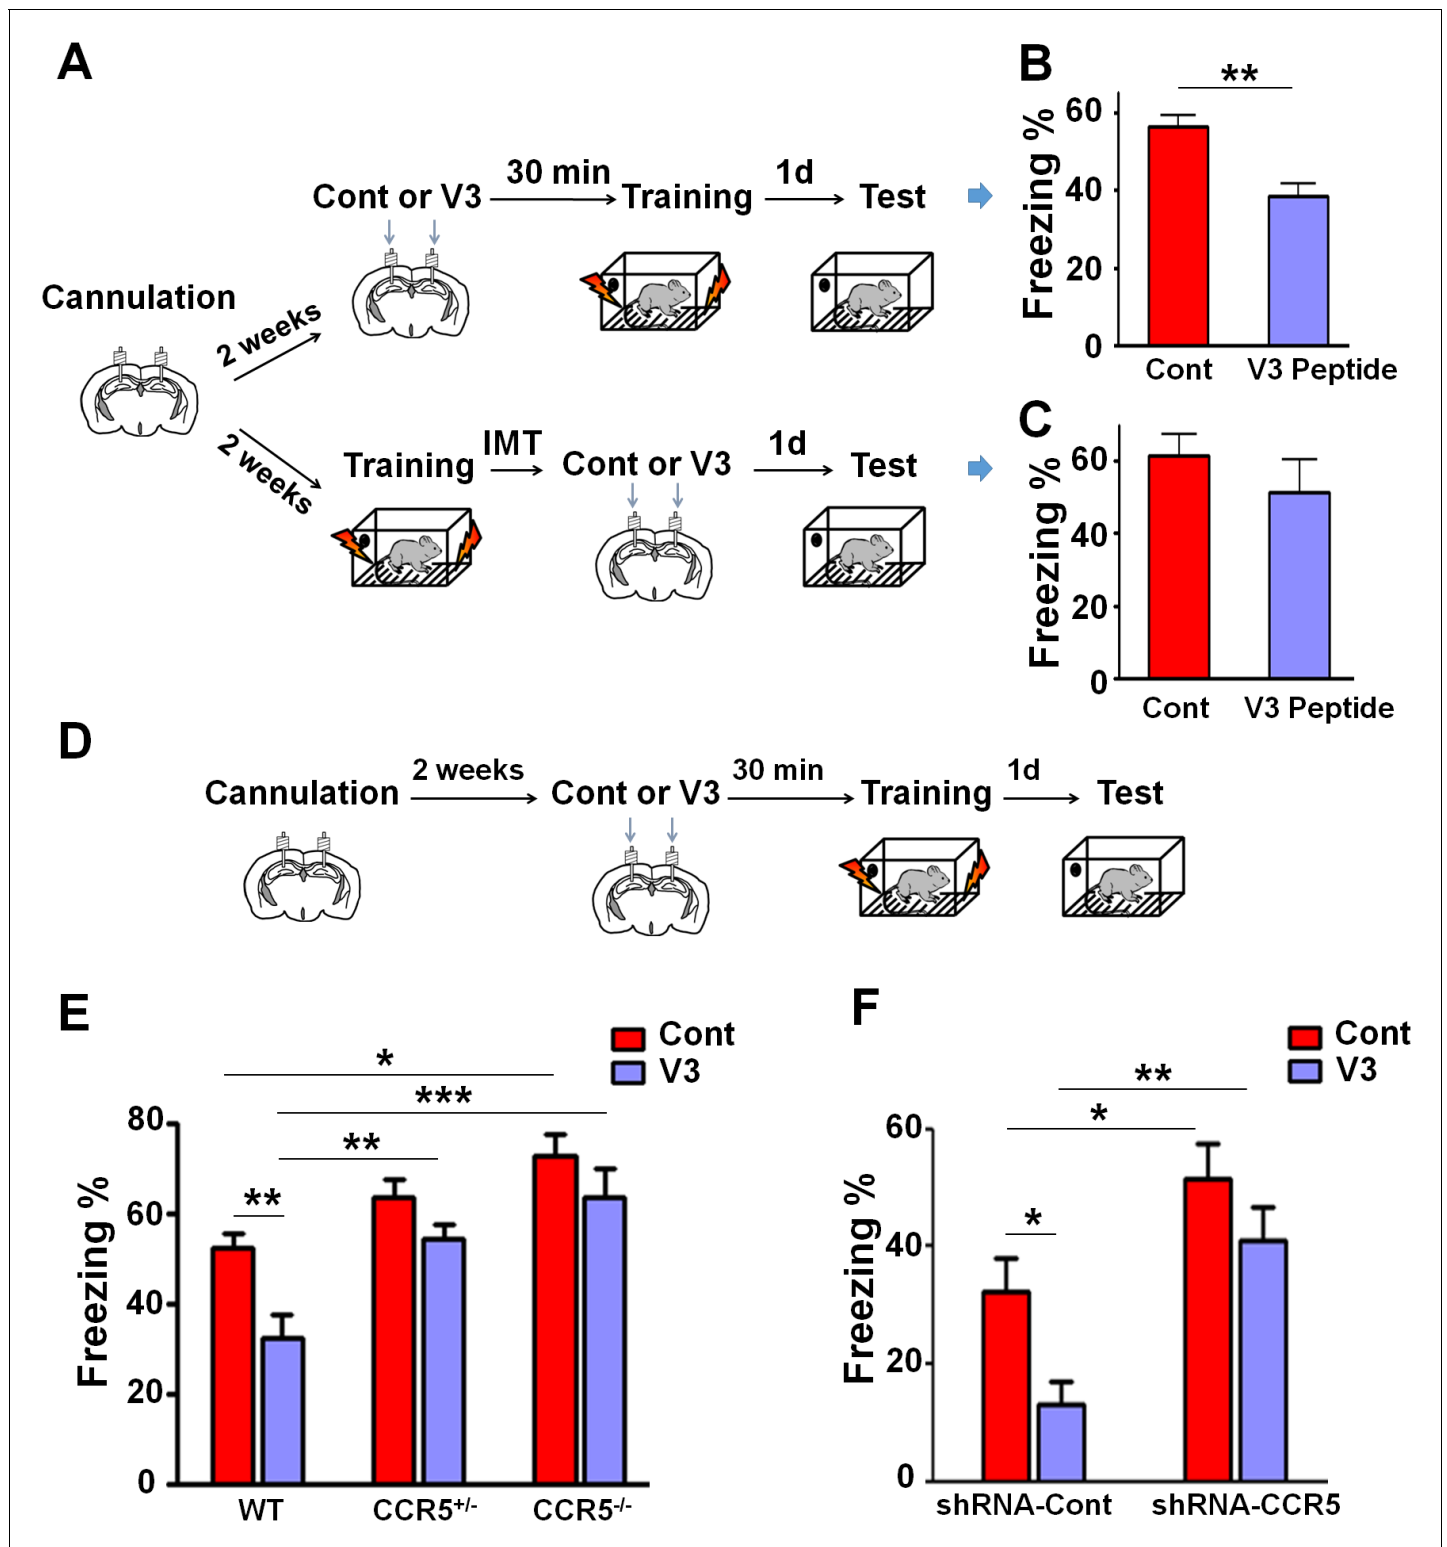 A
Cannulation
2 weeks
Cont or V3
30 min
Training
1d
Test
2 weeks
Training
IMT
Cont or V3
1d
Test
B
**
Freezing %
60
40
20
0
Cont
V3 Peptide
C
Freezing %
60
40
20
0
Cont
V3 Peptide
D
Cannulation
2 weeks
Cont or V3
30 min
Training
1d
Test
E
Cont
V3
*
***
**
**
Freezing %
80
60
40
20
0
WT
CCR5+/-
CCR5-/-
F
Cont
V3
**
*
*
Freezing %
60
40
20
0
shRNA-Cont
shRNA-CCR5